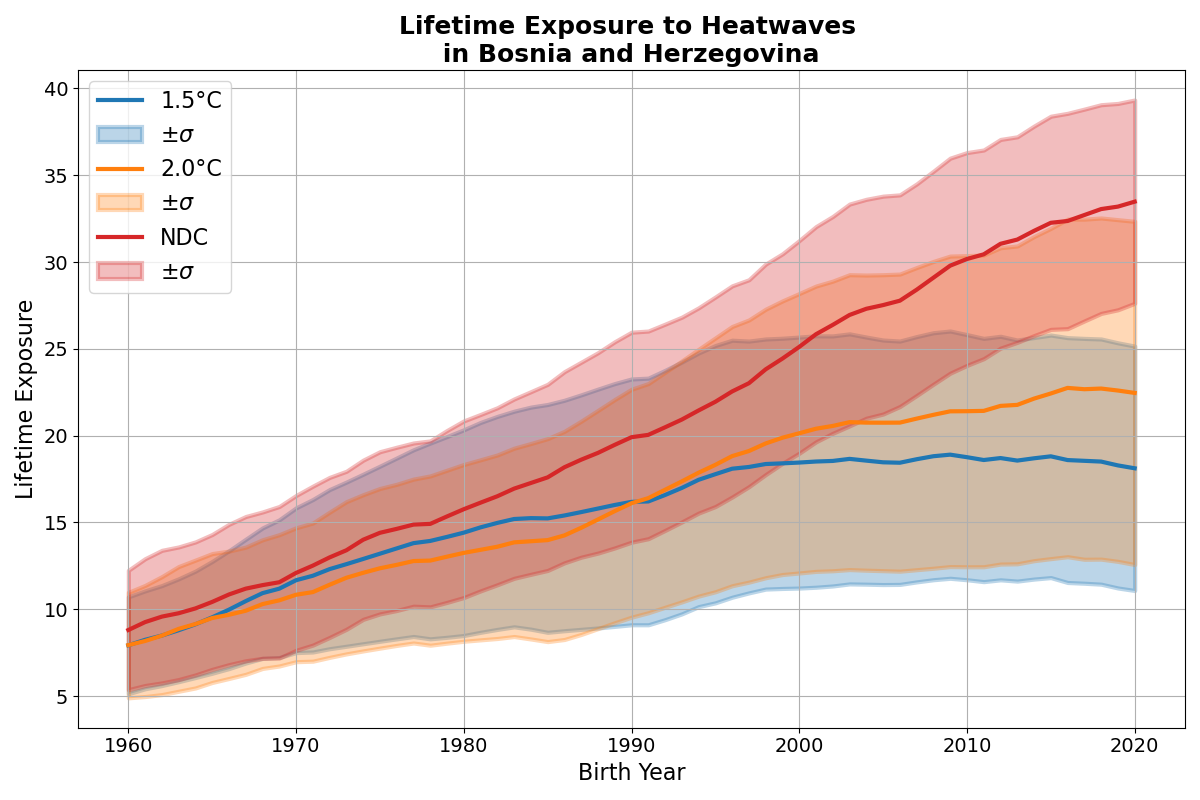 Lifetime Exposure to Heatwaves
in Bosnia and Herzegovina
1.5°C
±σ
2.0°C
±σ
NDC
±σ
Lifetime Exposure
40
35
30
25
20
15
10
5
1960 1970 1980 1990 2000 2010 2020
Birth Year